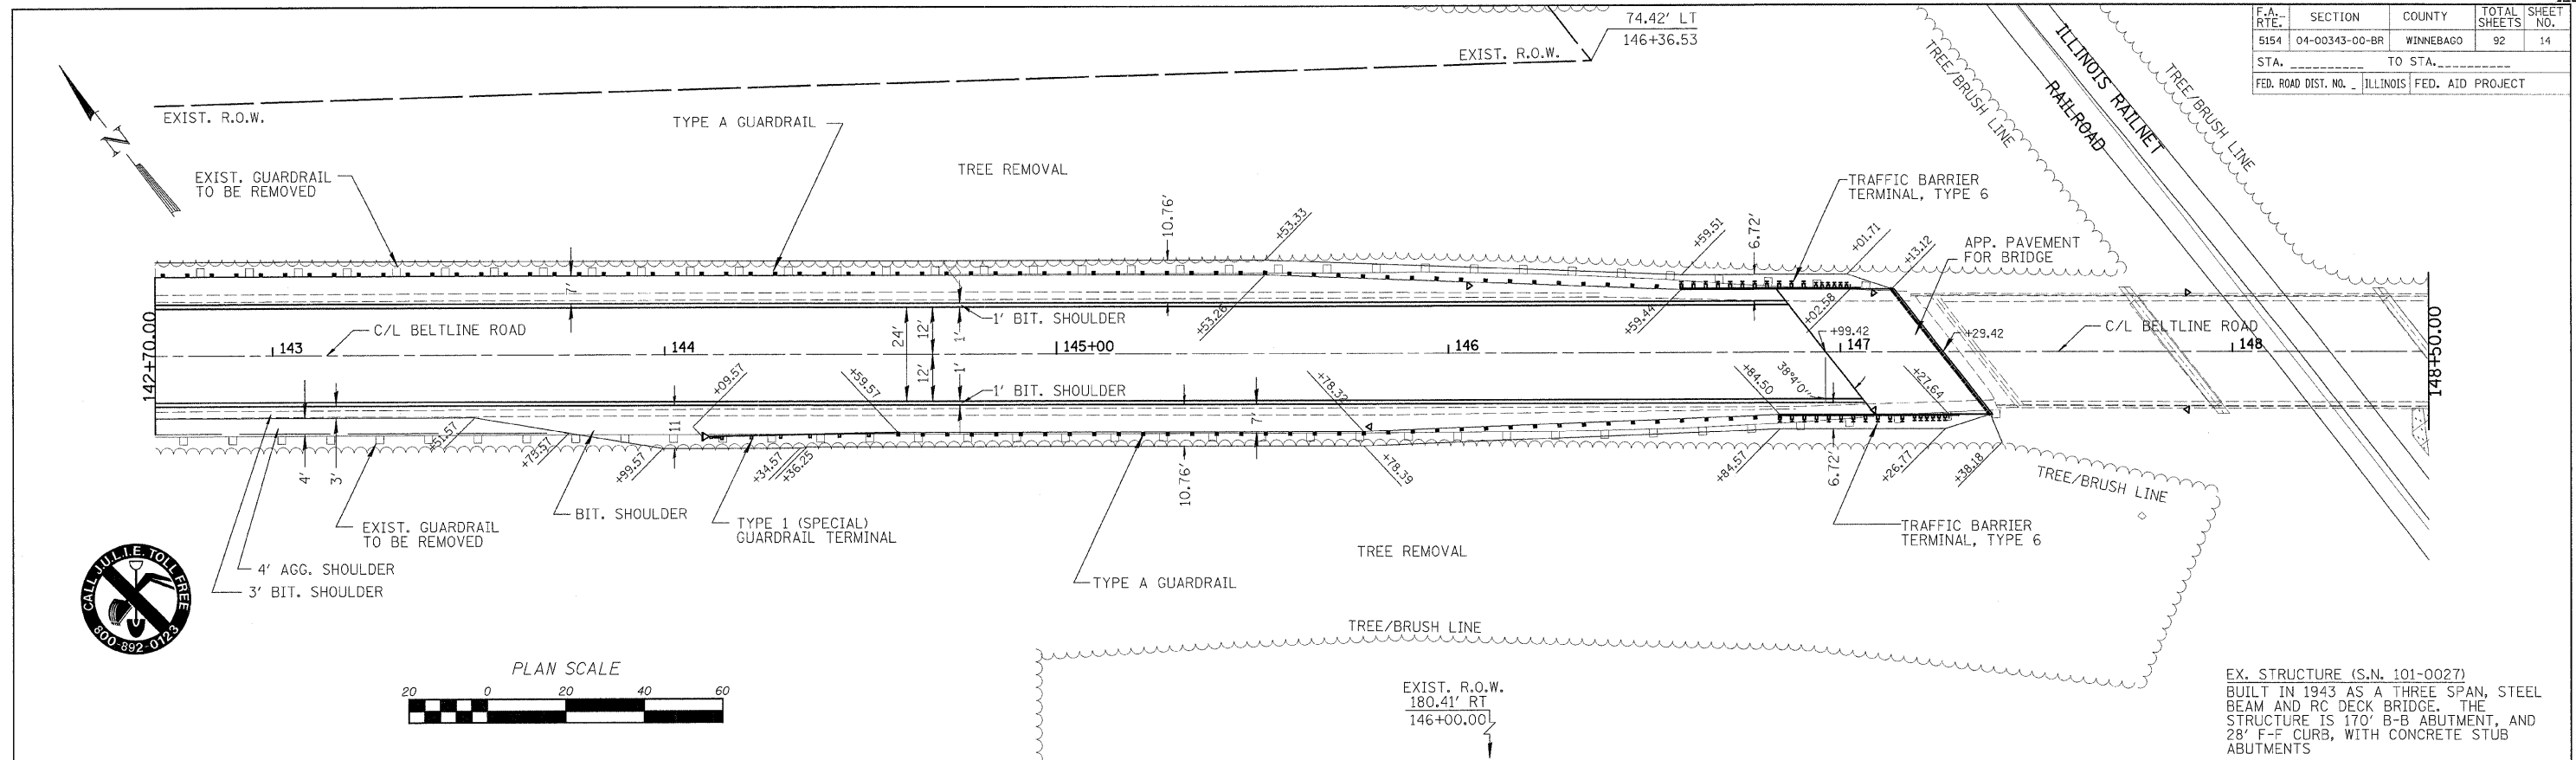 F.A. RTE. SECTION COUNTY TOTAL SHEETS SHEET NO.
5154 04-00343-00-BR WINNEBAGO 92 14
STA. __________ TO STA.__________
FED. ROAD DIST. NO. _ ILLINOIS FED. AID PROJECT
74.42' LT
146+36.53
EXIST. R.O.W.
EXIST. R.O.W.
N
TYPE A GUARDRAIL
TREE REMOVAL
EXIST. GUARDRAIL
TO BE REMOVED
TREE/BRUSH LINE
ILLINOIS RAILNET
RAILROAD
TREE/BRUSH LINE
TRAFFIC BARRIER
TERMINAL, TYPE 6
APP. PAVEMENT
FOR BRIDGE
10.76'
+53.33
+59.51
6.72'
+01.71
+13.12
7'
1' BIT. SHOULDER
+53.26
+59.44
+02.58
+99.42
+29.42
142+70.00
C/L BELTLINE ROAD
143
144
145+00
146
147
148
C/L BELTLINE ROAD
148+50.00
24'
12'
12'
1'
1'
1' BIT. SHOULDER
+09.57
+59.57
+78.32
+84.50
38°4'0"
+27.64
11
+51.57
+75.57
+99.57
+34.57
+36.25
4'
3'
10.76'
7'
+78.39
+84.57
6.72'
+26.77
+38.18
TREE/BRUSH LINE
EXIST. GUARDRAIL
TO BE REMOVED
BIT. SHOULDER
TYPE 1 (SPECIAL)
GUARDRAIL TERMINAL
TRAFFIC BARRIER
TERMINAL, TYPE 6
TREE REMOVAL
4' AGG. SHOULDER
3' BIT. SHOULDER
TYPE A GUARDRAIL
CALL J.U.L.I.E. TOLL FREE
800-892-0123
TREE/BRUSH LINE
PLAN SCALE
20 0 20 40 60
EXIST. R.O.W.
180.41' RT
146+00.00
EX. STRUCTURE (S.N. 101-0027)
BUILT IN 1943 AS A THREE SPAN, STEEL
BEAM AND RC DECK BRIDGE. THE
STRUCTURE IS 170' B-B ABUTMENT, AND
28' F-F CURB, WITH CONCRETE STUB
ABUTMENTS